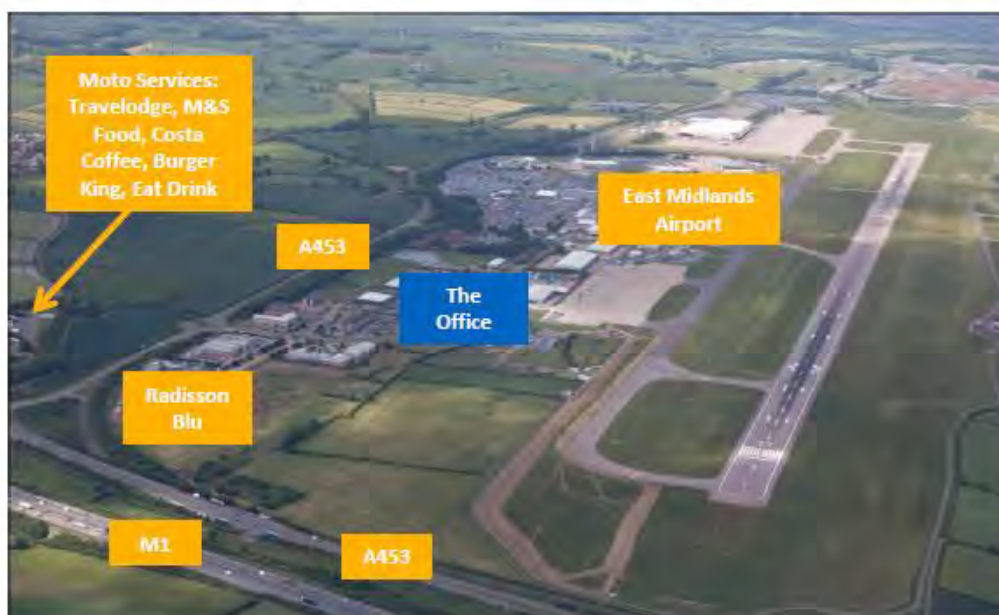 Moto Services:
Travelodge, M&S
Food, Costa
Coffee, Burger
King, Eat Drink
A453
East Midlands
Airport
The
Office
Radisson
Blu
M1
A453